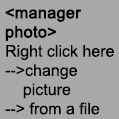 <manager
photo>
Right click here
-->change
picture
--> from a file